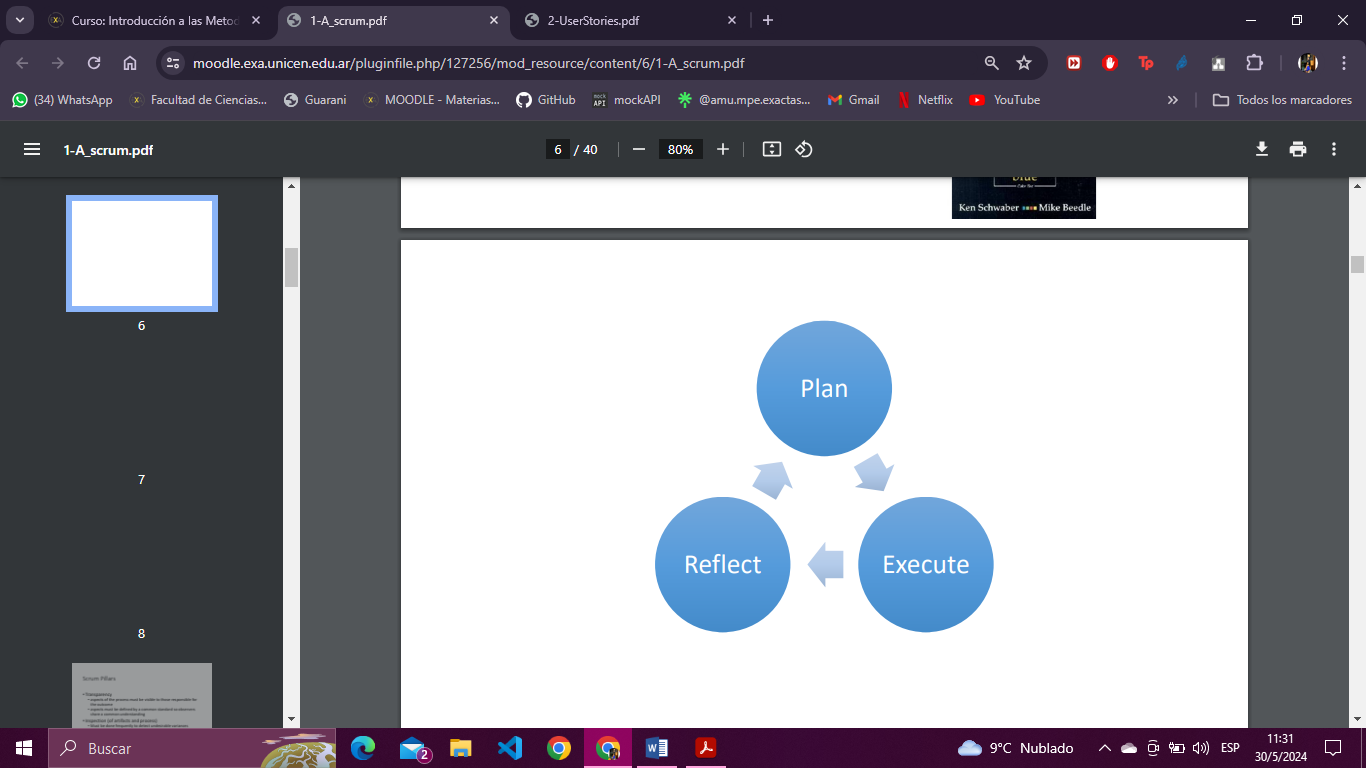 Curso: Introducción a las Metod
1-A_scrum.pdf
2-UserStories.pdf
moodle.exa.unicen.edu.ar/pluginfile.php/127256/mod_resource/content/6/1-A_scrum.pdf
(34) WhatsApp
Facultad de Ciencias...
Guarani
MOODLE - Materias...
GitHub
mockAPI
@amu.mpe.exactas...
Gmail
Netflix
YouTube
Todos los marcadores
1-A_scrum.pdf
6 / 40
80%
6
7
8
Scrum Pillars
•Transparency
Ken Schwaber
Mike Beedle
Plan
Reflect
Execute
Buscar
2
9°C Nublado
ESP
11:31
30/5/2024